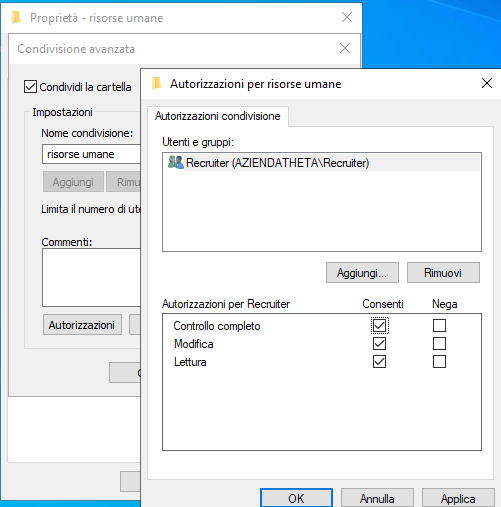 Proprietà - risorse umane
Condivisione avanzata
Condividi la cartella
Impostazioni
Nome condivisione:
risorse umane
Aggiungi
Rimu
Limita il numero di ute
Commenti:
Autorizzazioni
Autorizzazioni per risorse umane
Autorizzazioni condivisione
Utenti e gruppi:
Recruiter (AZIENDATHETA\Recruiter)
Aggiungi...
Rimuovi
Autorizzazioni per Recruiter
Consenti
Nega
Controllo completo
Modifica
Lettura
OK
Annulla
Applica